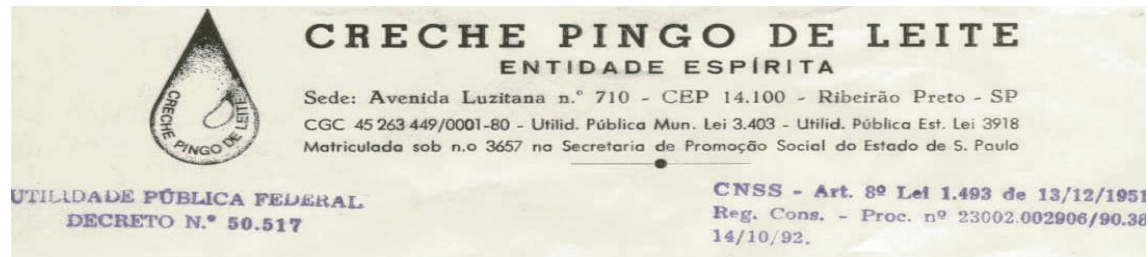 CRECHE PINGO DE LEITE
ENTIDADE ESPÍRITA
Sede: Avenida Luzitana n.º 710 - CEP 14.100 - Ribeirão Preto - SP
CGC 45 263 449/0001-80 - Utilid. Pública Mun. Lei 3.403 - Utilid. Pública Est. Lei 3918
Matriculada sob n.o 3657 na Secretaria de Promoção Social do Estado de S. Paulo
CRECHE PINGO DE LEITE
UTILIDADE PÚBLICA FEDERAL
DECRETO N.º 50.517
CNSS - Art. 8º Lei 1.493 de 13/12/1951
Reg. Cons. - Proc. nº 23002.002906/90.38
14/10/92.